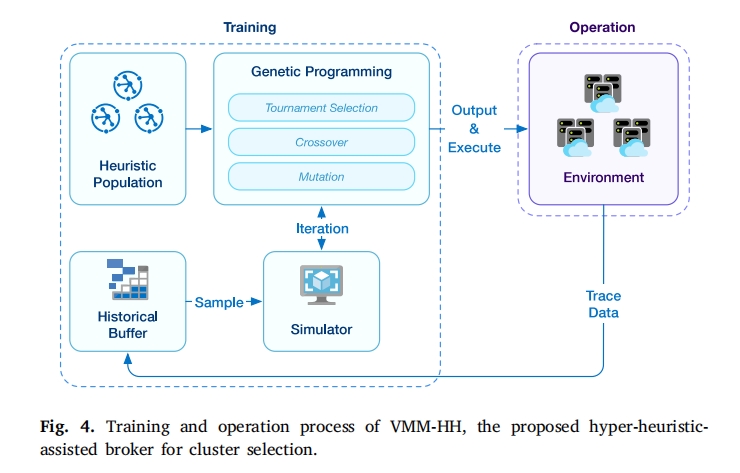 Training
Operation
Genetic Programming
Tournament Selection
Crossover
Mutation
Heuristic
Population
Output
&
Execute
Environment
Iteration
Historical
Buffer
Sample
Simulator
Trace
Data
Fig. 4. Training and operation process of VMM-HH, the proposed hyper-heuristic-
assisted broker for cluster selection.